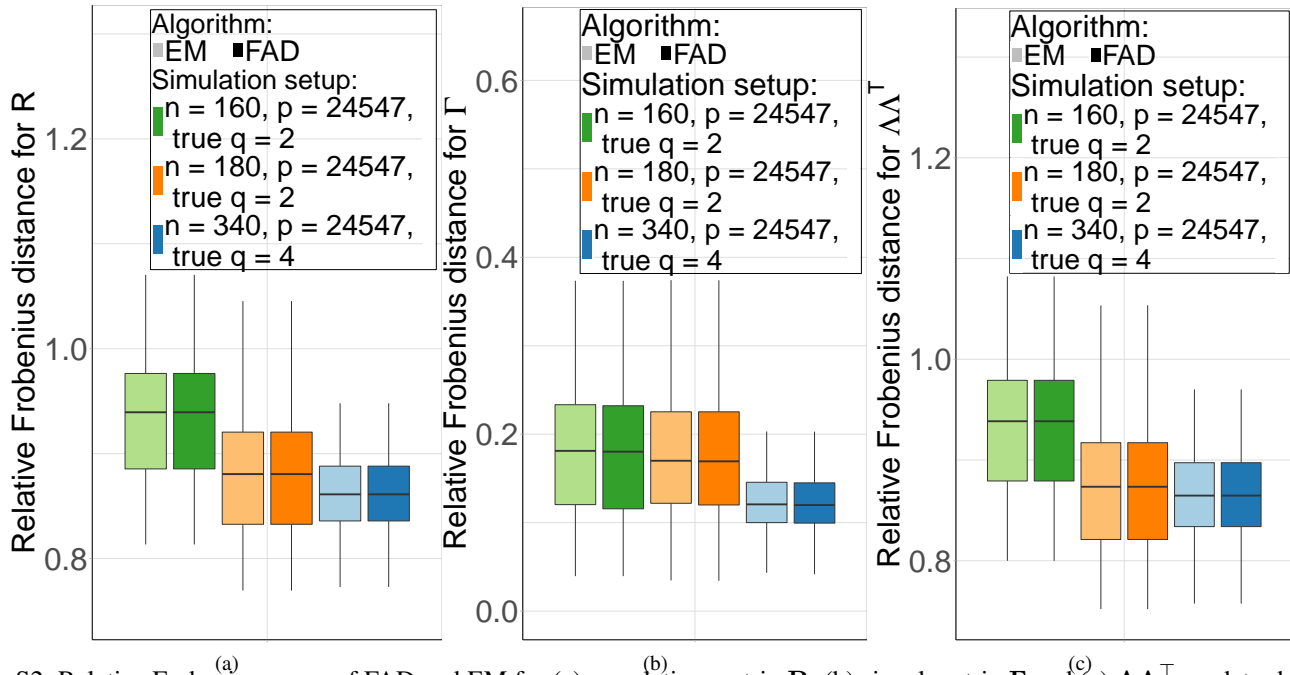 Relative Frobenius distance for R
1.2
1.0
0.8
Algorithm:
EM FAD
Simulation setup:
n = 160, p = 24547,
true q = 2
n = 180, p = 24547,
true q = 2
n = 340, p = 24547,
true q = 4
(a)
Relative Frobenius distance for Γ
0.6
0.4
0.2
0.0
Algorithm:
EM FAD
Simulation setup:
n = 160, p = 24547,
true q = 2
n = 180, p = 24547,
true q = 2
n = 340, p = 24547,
true q = 4
(b)
Relative Frobenius distance for ΛΛ⊤
1.2
1.0
0.8
Algorithm:
EM FAD
Simulation setup:
n = 160, p = 24547,
true q = 2
n = 180, p = 24547,
true q = 2
n = 340, p = 24547,
true q = 4
(c)